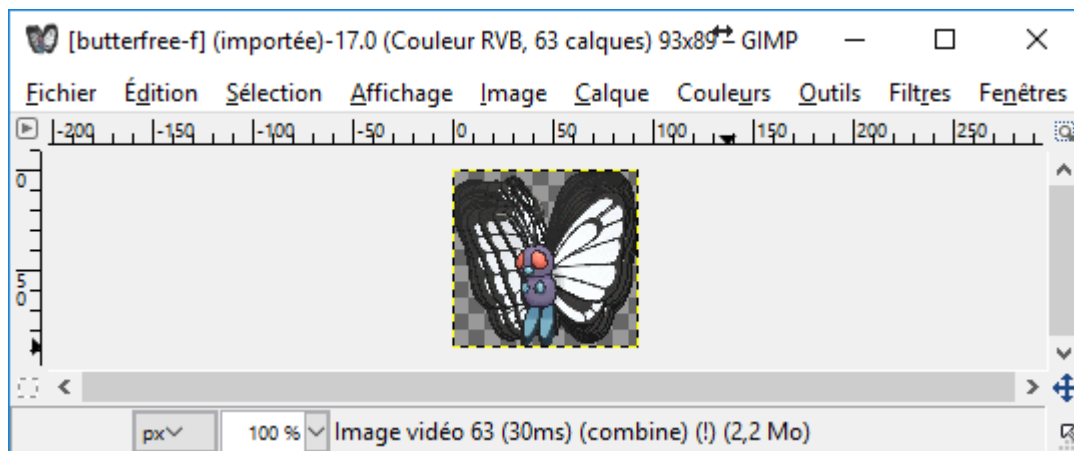 [butterfree-f] (importée)-17.0 (Couleur RVB, 63 calques) 93x89 – GIMP
Fichier Édition Sélection Affichage Image Calque Couleurs Outils Filtres Fenêtres
-200 -150 -100 -50 0 50 100 150 200 250
0
50
px 100 % Image vidéo 63 (30ms) (combine) (!) (2,2 Mo)